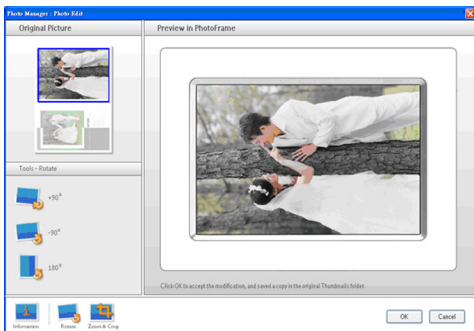 Photo Manager : Photo Edit
Original Picture
Preview in PhotoFrame
Tools - Rotate
+90°
-90°
180°
Click OK to accept the modification, and saved a copy in the original Thumbnails folder.
Information
Rotate
Zoom & Crop
OK
Cancel